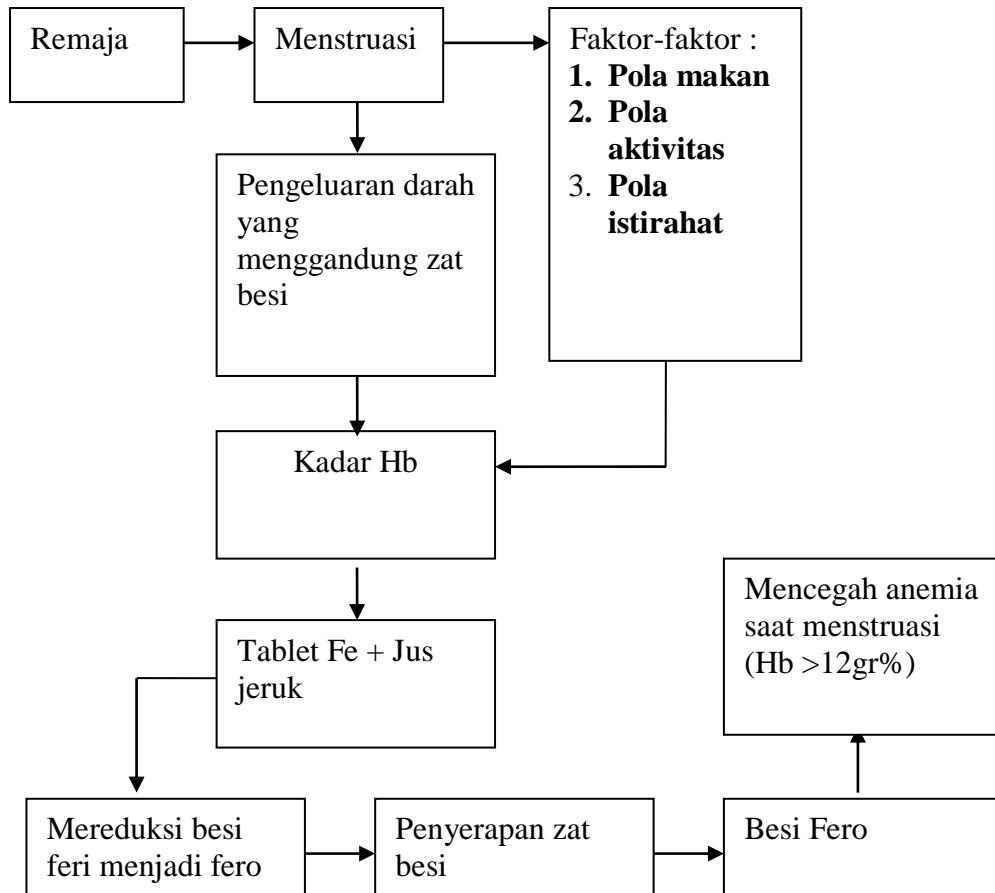 Remaja
Menstruasi
Faktor-faktor :
1. Pola makan
2. Pola
aktivitas
3. Pola
istirahat
Pengeluaran darah
yang
menggandung zat
besi
Kadar Hb
Tablet Fe + Jus
jeruk
Mencegah anemia
saat menstruasi
(Hb >12gr%)
Mereduksi besi
feri menjadi fero
Penyerapan zat
besi
Besi Fero